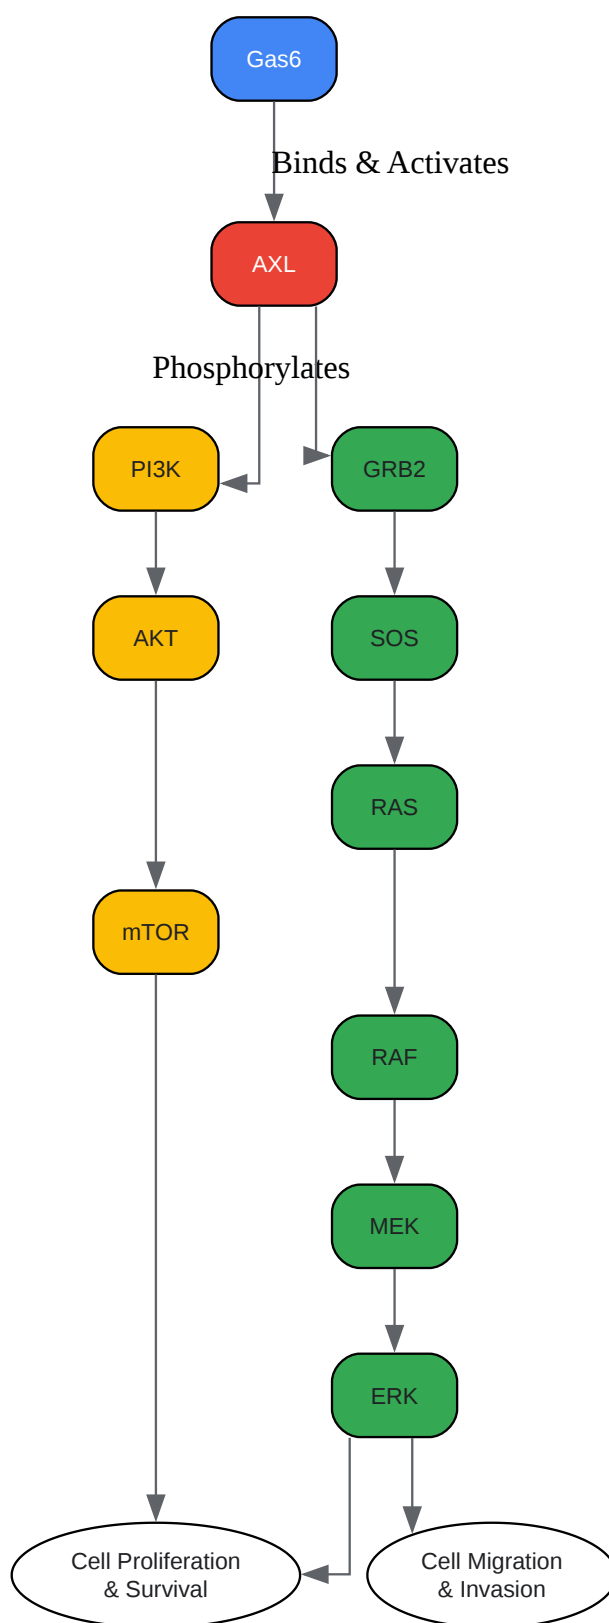 Gas6
Binds & Activates
AXL
Phosphorylates
PI3K
GRB2
AKT
SOS
RAS
mTOR
RAF
MEK
ERK
Cell Proliferation
& Survival
Cell Migration
& Invasion